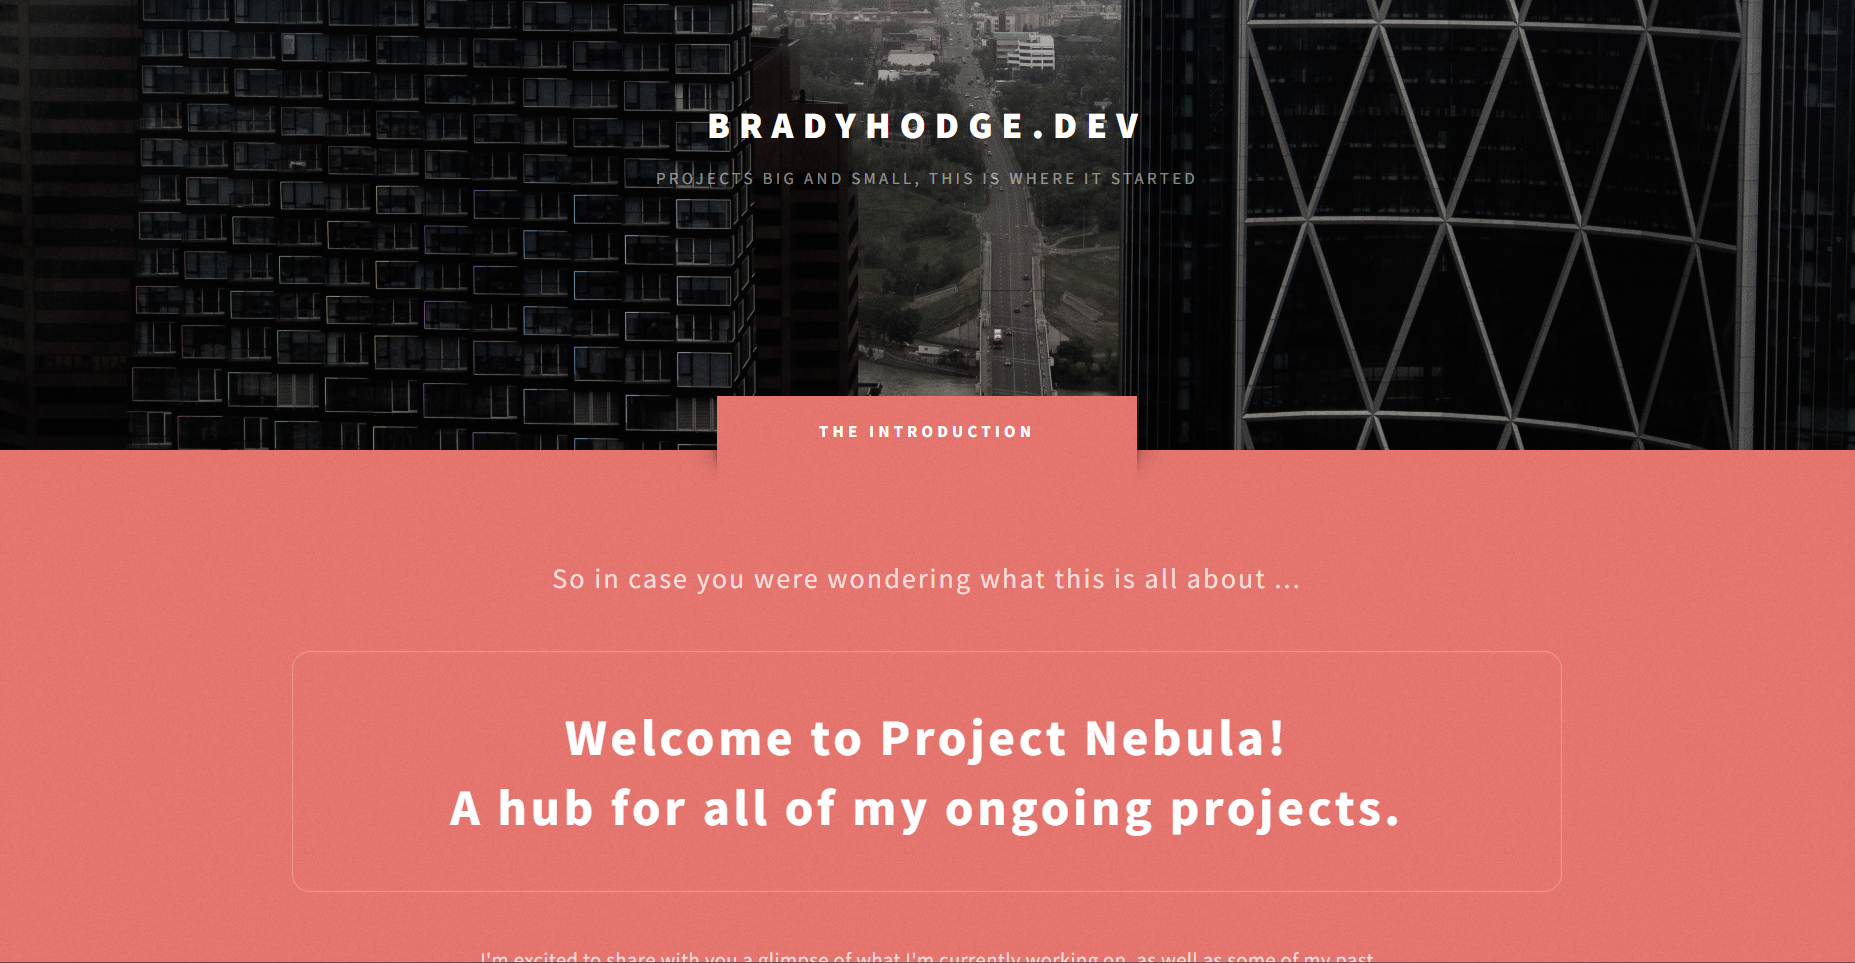 BRADYHODGE.DEV
PROJECTS BIG AND SMALL, THIS IS WHERE IT STARTED
THE INTRODUCTION
So in case you were wondering what this is all about ...
Welcome to Project Nebula!
A hub for all of my ongoing projects.
I'm excited to share with you a glimpse of what I'm currently working on, as well as some of my past